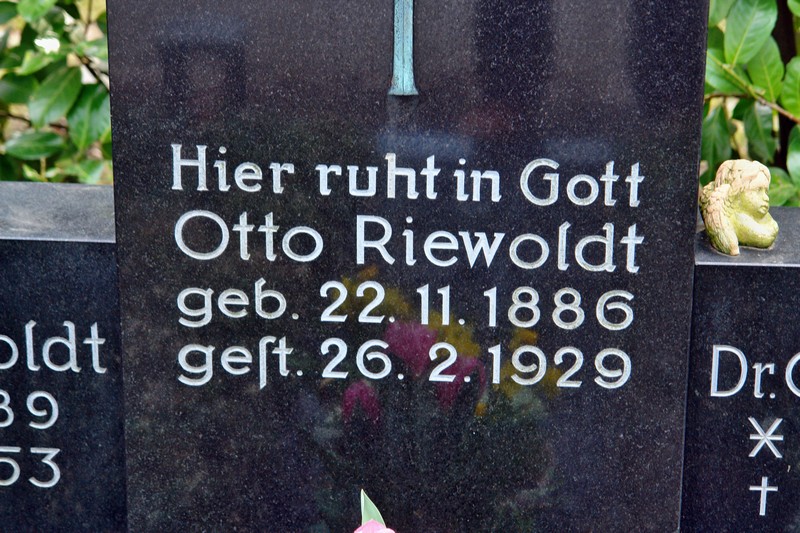 Hier ruht in Gott
Otto Riewoldt
geb. 22. 11. 1886
geſt. 26. 2. 1929
oldt
89
53
Dr.